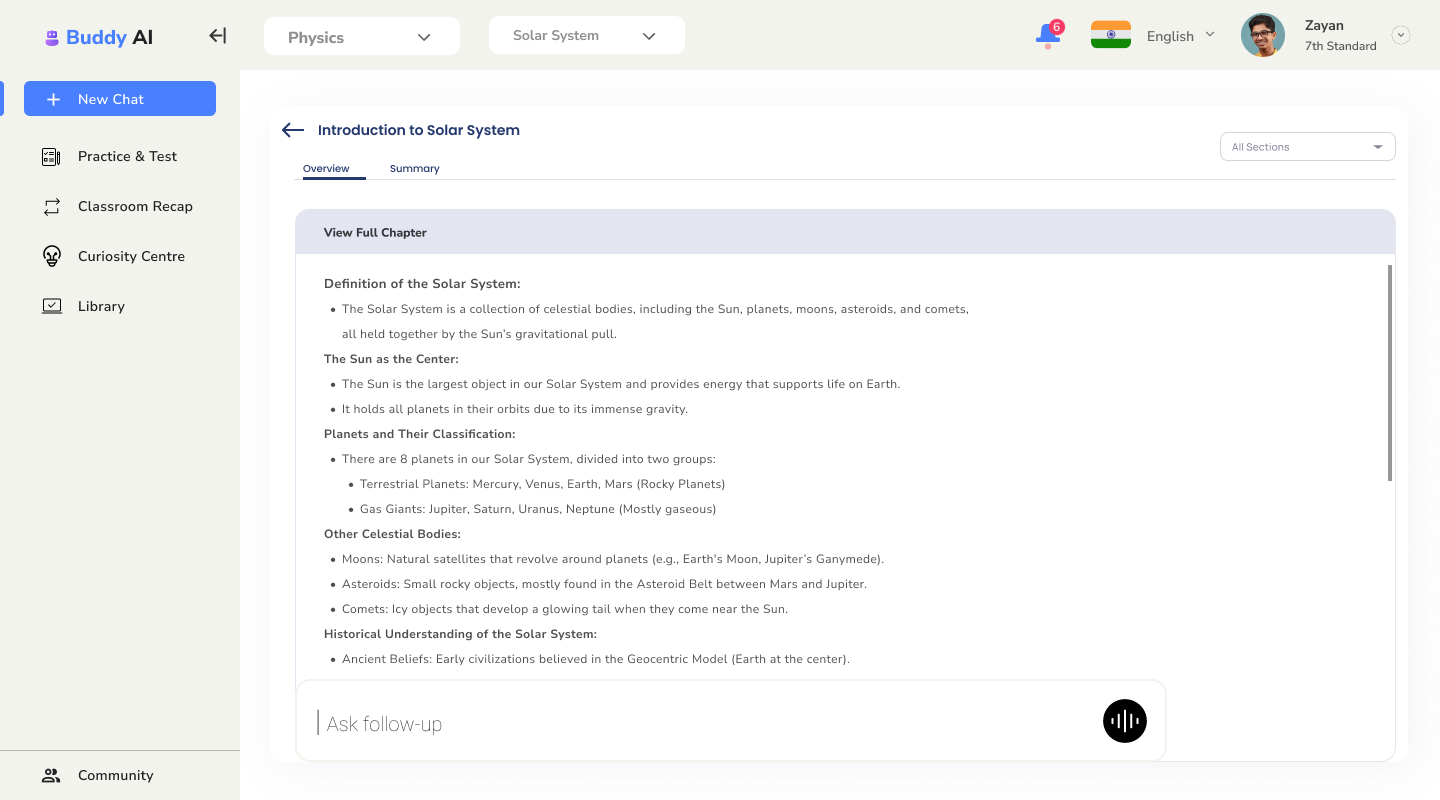 Buddy AI
Physics
Solar System
6
English
Zayan
7th Standard
New Chat
Practice & Test
Classroom Recap
Curiosity Centre
Library
Community
Introduction to Solar System
All Sections
Overview
Summary
View Full Chapter
Definition of the Solar System:
• The Solar System is a collection of celestial bodies, including the Sun, planets, moons, asteroids, and comets,
all held together by the Sun’s gravitational pull.
The Sun as the Center:
• The Sun is the largest object in our Solar System and provides energy that supports life on Earth.
• It holds all planets in their orbits due to its immense gravity.
Planets and Their Classification:
• There are 8 planets in our Solar System, divided into two groups:
• Terrestrial Planets: Mercury, Venus, Earth, Mars (Rocky Planets)
• Gas Giants: Jupiter, Saturn, Uranus, Neptune (Mostly gaseous)
Other Celestial Bodies:
• Moons: Natural satellites that revolve around planets (e.g., Earth's Moon, Jupiter’s Ganymede).
• Asteroids: Small rocky objects, mostly found in the Asteroid Belt between Mars and Jupiter.
• Comets: Icy objects that develop a glowing tail when they come near the Sun.
Historical Understanding of the Solar System:
• Ancient Beliefs: Early civilizations believed in the Geocentric Model (Earth at the center).
Ask follow-up